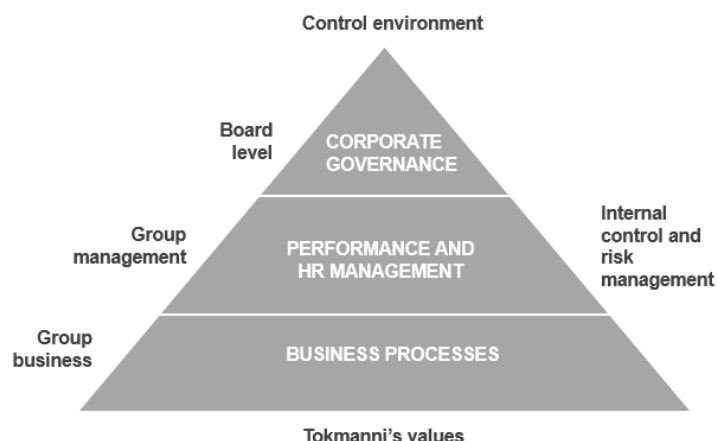 Control environment
Board
level
CORPORATE
GOVERNANCE
Group
management
PERFORMANCE AND
HR MANAGEMENT
Internal
control and
risk
management
Group
business
BUSINESS PROCESSES
Tokmanni's values